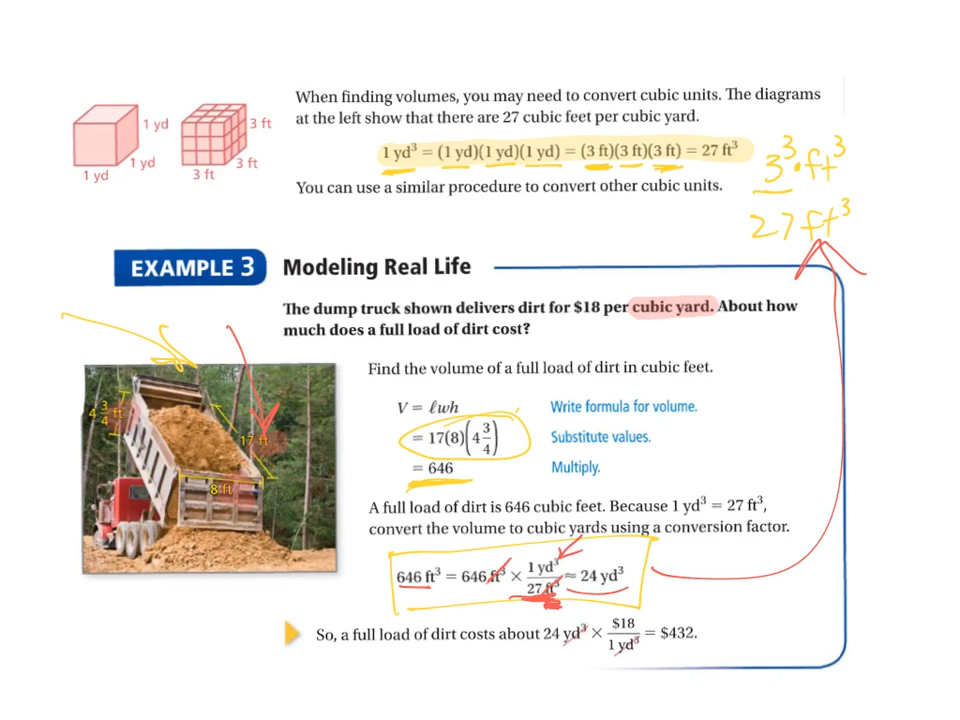 When finding volumes, you may need to convert cubic units. The diagrams
at the left show that there are 27 cubic feet per cubic yard.
1 yd
1 yd
1 yd
3 ft
3 ft
3 ft
1 yd³ = (1 yd)(1 yd)(1 yd) = (3 ft)(3 ft)(3 ft) = 27 ft³
3³·ft³
You can use a similar procedure to convert other cubic units.
27 ft³
EXAMPLE 3 Modeling Real Life
The dump truck shown delivers dirt for $18 per cubic yard. About how
much does a full load of dirt cost?
Find the volume of a full load of dirt in cubic feet.
4 3/4 ft
17 ft
8 ft
V = ℓwh Write formula for volume.
= 17(8)(4 3/4) Substitute values.
= 646 Multiply.
A full load of dirt is 646 cubic feet. Because 1 yd³ = 27 ft³,
convert the volume to cubic yards using a conversion factor.
646 ft³ = 646 ft³ × 1 yd³/27 ft³ ≈ 24 yd³
So, a full load of dirt costs about 24 yd³ × $18/1 yd³ = $432.